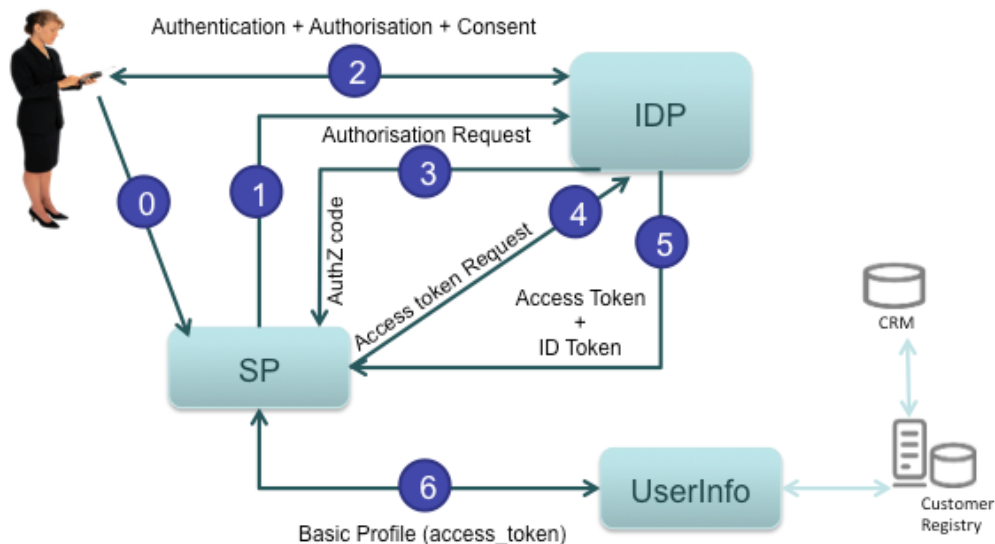 Authentication + Authorisation + Consent
2
IDP
Authorisation Request
0
1
3
4
5
AuthZ code
Access token Request
Access Token
+
ID Token
CRM
SP
6
UserInfo
Customer
Registry
Basic Profile (access_token)